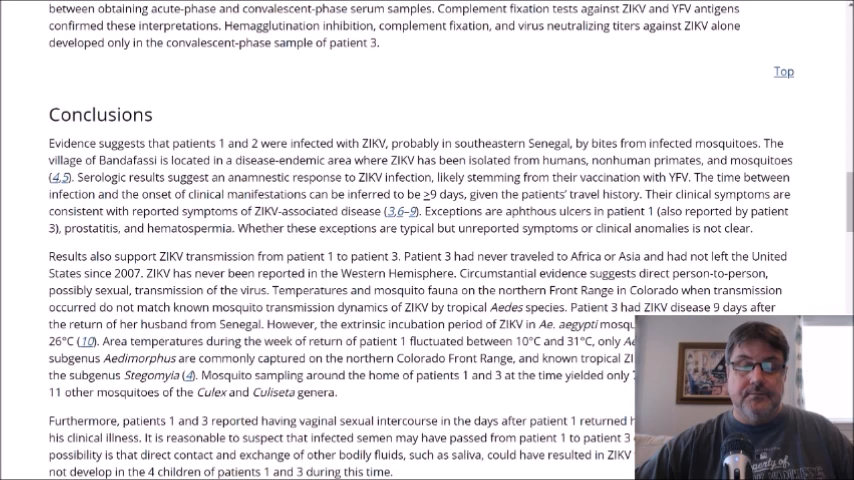 between obtaining acute-phase and convalescent-phase serum samples. Complement fixation tests against ZIKV and YFV antigens
confirmed these interpretations. Hemagglutination inhibition, complement fixation, and virus neutralizing titers against ZIKV alone
developed only in the convalescent-phase sample of patient 3.
Top
Conclusions
Evidence suggests that patients 1 and 2 were infected with ZIKV, probably in southeastern Senegal, by bites from infected mosquitoes. The
village of Bandafassi is located in a disease-endemic area where ZIKV has been isolated from humans, nonhuman primates, and mosquitoes
(4,5). Serologic results suggest an anamnestic response to ZIKV infection, likely stemming from their vaccination with YFV. The time between
infection and the onset of clinical manifestations can be inferred to be >9 days, given the patients' travel history. Their clinical symptoms are
consistent with reported symptoms of ZIKV-associated disease (3,6–9). Exceptions are aphthous ulcers in patient 1 (also reported by patient
3), prostatitis, and hematospermia. Whether these exceptions are typical but unreported symptoms or clinical anomalies is not clear.
Results also support ZIKV transmission from patient 1 to patient 3. Patient 3 had never traveled to Africa or Asia and had not left the United
States since 2007. ZIKV has never been reported in the Western Hemisphere. Circumstantial evidence suggests direct person-to-person,
possibly sexual, transmission of the virus. Temperatures and mosquito fauna on the northern Front Range in Colorado when transmission
occurred do not match known mosquito transmission dynamics of ZIKV by tropical Aedes species. Patient 3 had ZIKV disease 9 days after
the return of her husband from Senegal. However, the extrinsic incubation period of ZIKV in Ae. aegypti
26°C (10). Area temperatures during the week of return of patient 1 fluctuated between 10°C and 31°C, only
subgenus Aedimorphus are commonly captured on the northern Colorado Front Range, and known tropical
the subgenus Stegomyia (4). Mosquito sampling around the home of patients 1 and 3 at the time yielded only
11 other mosquitoes of the Culex and Culiseta genera.
Furthermore, patients 1 and 3 reported having vaginal sexual intercourse in the days after patient 1 returned
his clinical illness. It is reasonable to suspect that infected semen may have passed from patient 1 to patient 3
possibility is that direct contact and exchange of other bodily fluids, such as saliva, could have resulted in ZIKV
not develop in the 4 children of patients 1 and 3 during this time.